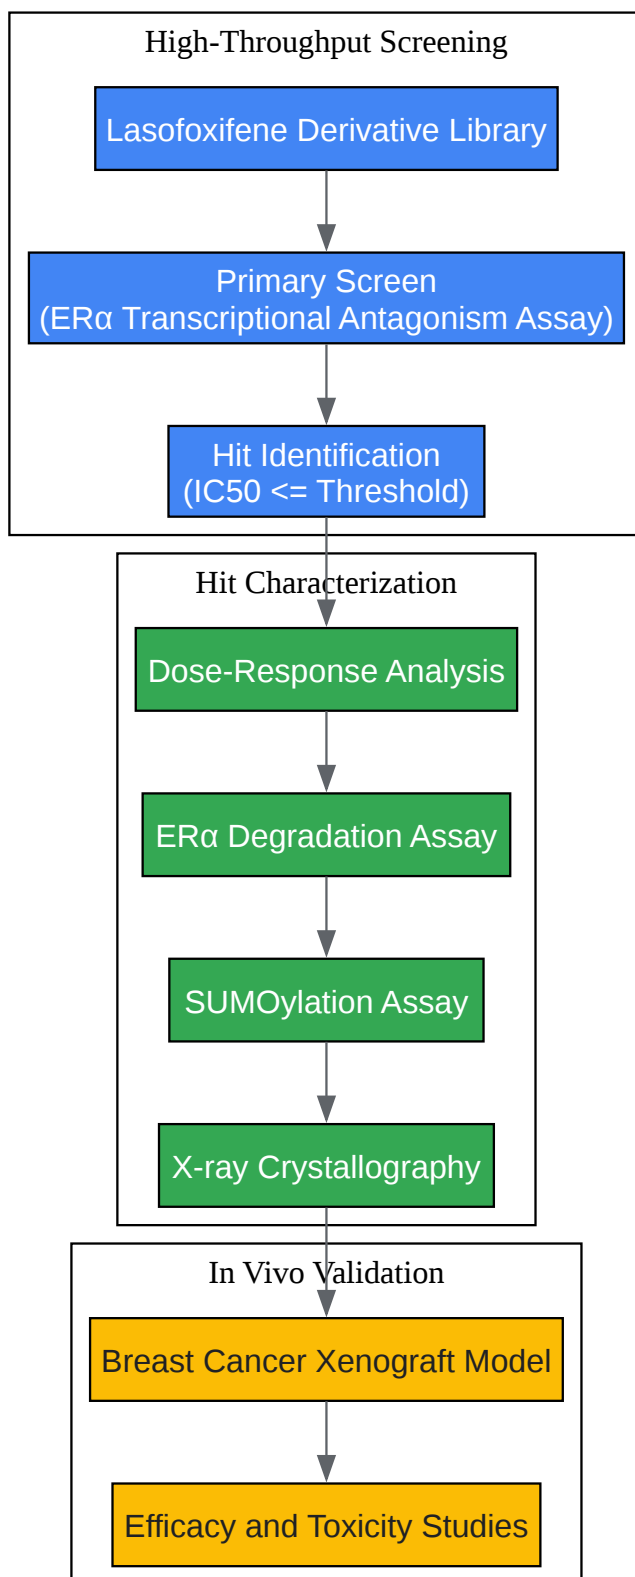 High-Throughput Screening
Lasofoxifene Derivative Library
Primary Screen
(ERα Transcriptional Antagonism Assay)
Hit Identification
(IC50 <= Threshold)
Hit Characterization
Dose-Response Analysis
ERα Degradation Assay
SUMOylation Assay
X-ray Crystallography
In Vivo Validation
Breast Cancer Xenograft Model
Efficacy and Toxicity Studies